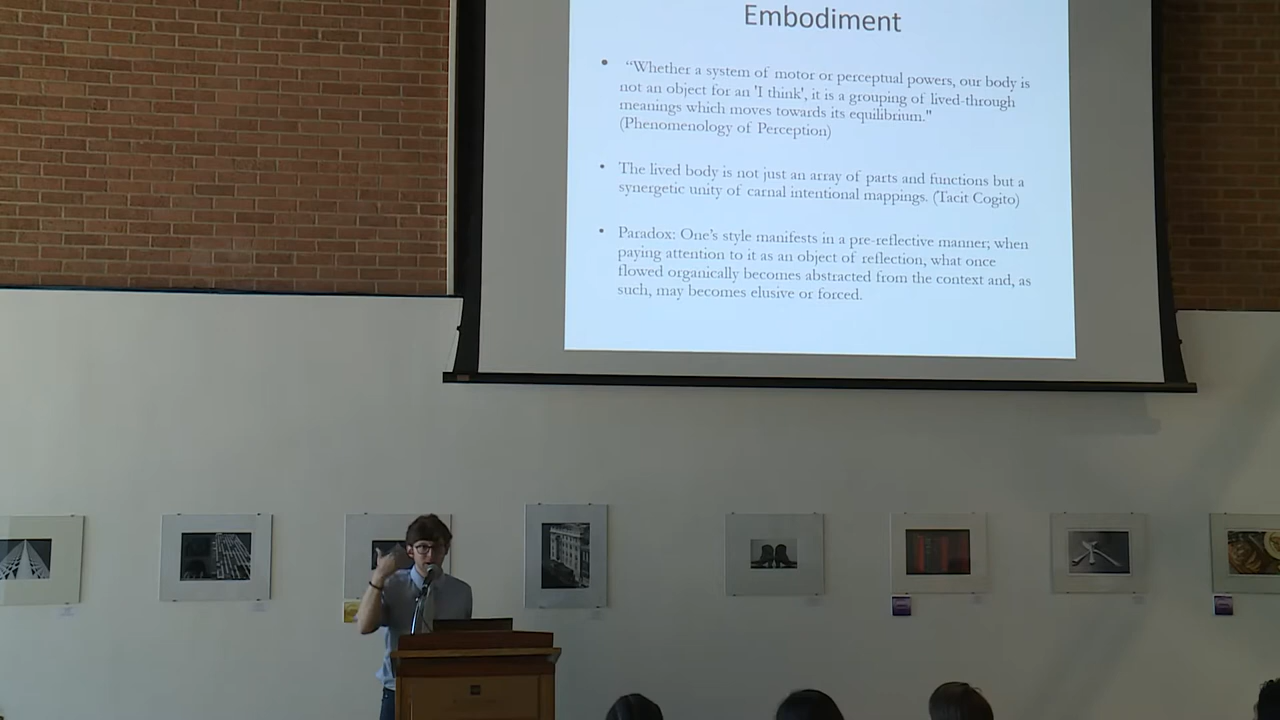 Embodiment
• “Whether a system of motor or perceptual powers, our body is
not an object for an 'I think', it is a grouping of lived-through
meanings which moves towards its equilibrium."
(Phenomenology of Perception)
• The lived body is not just an array of parts and functions but a
synergetic unity of carnal intentional mappings. (Tacit Cogito)
• Paradox: One’s style manifests in a pre-reflective manner; when
paying attention to it as an object of reflection, what once
flowed organically becomes abstracted from the context and, as
such, may becomes elusive or forced.